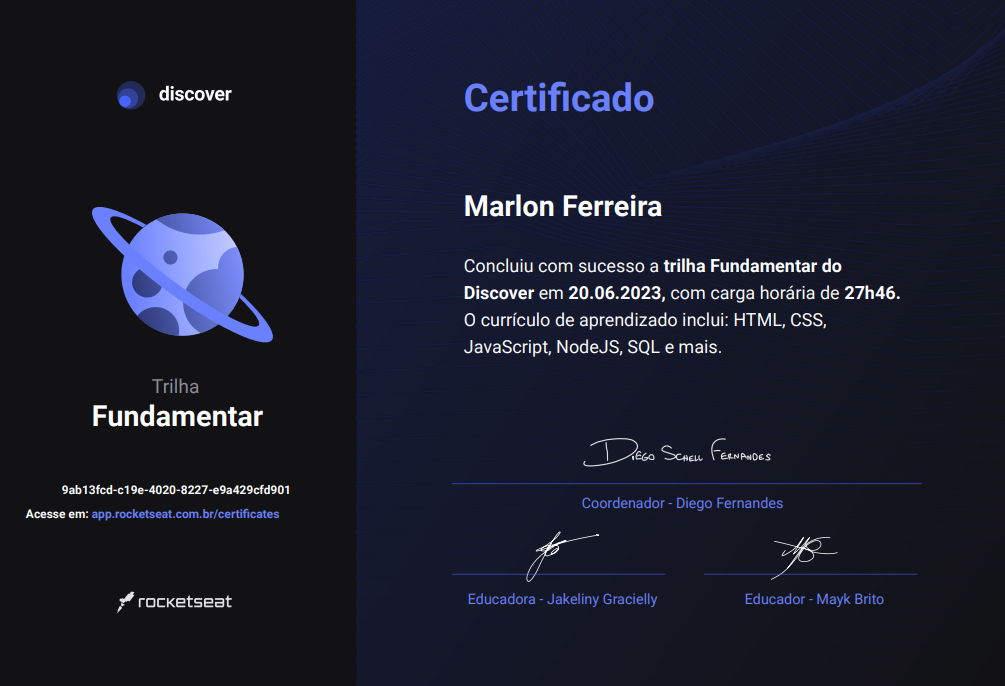 discover
Trilha
Fundamentar
9ab13fcd-c19e-4020-8227-e9a429cfd901
Acesse em: app.rocketseat.com.br/certificates
rocketseat
Certificado
Marlon Ferreira
Concluiu com sucesso a trilha Fundamentar do
Discover em 20.06.2023, com carga horária de 27h46.
O currículo de aprendizado inclui: HTML, CSS,
JavaScript, NodeJS, SQL e mais.
Diego Schell Fernandes
Coordenador - Diego Fernandes
Educadora - Jakeliny Gracielly
Educador - Mayk Brito